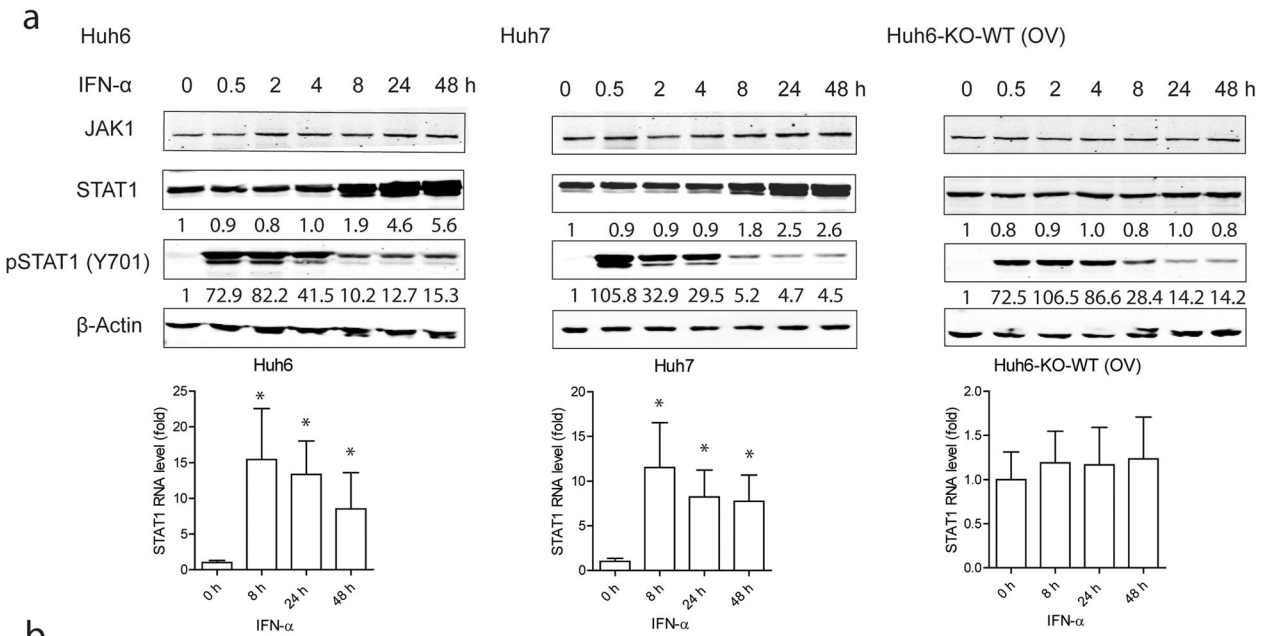 a
Huh6 Huh7 Huh6-KO-WT (OV)
IFN-α 0 0.5 2 4 8 24 48 h 0 0.5 2 4 8 24 48 h 0 0.5 2 4 8 24 48 h
JAK1
STAT1
1 0.9 0.8 1.0 1.9 4.6 5.6 1 0.9 0.9 0.9 1.8 2.5 2.6 1 0.8 0.9 1.0 0.8 1.0 0.8
pSTAT1 (Y701)
1 72.9 82.2 41.5 10.2 12.7 15.3 1 105.8 32.9 29.5 5.2 4.7 4.5 1 72.5 106.5 86.6 28.4 14.2 14.2
β-Actin
Huh6
STAT1 RNA level (fold)
25
20
15
10
5
0
* * *
0 h 8 h 24 h 48 h
IFN-α
Huh7
STAT1 RNA level (fold)
20
15
10
5
0
* * *
0 h 8 h 24 h 48 h
IFN-α
Huh6-KO-WT (OV)
STAT1 RNA level (fold)
2.0
1.5
1.0
0.5
0.0
0 h 8 h 24 h 48 h
IFN-α
b